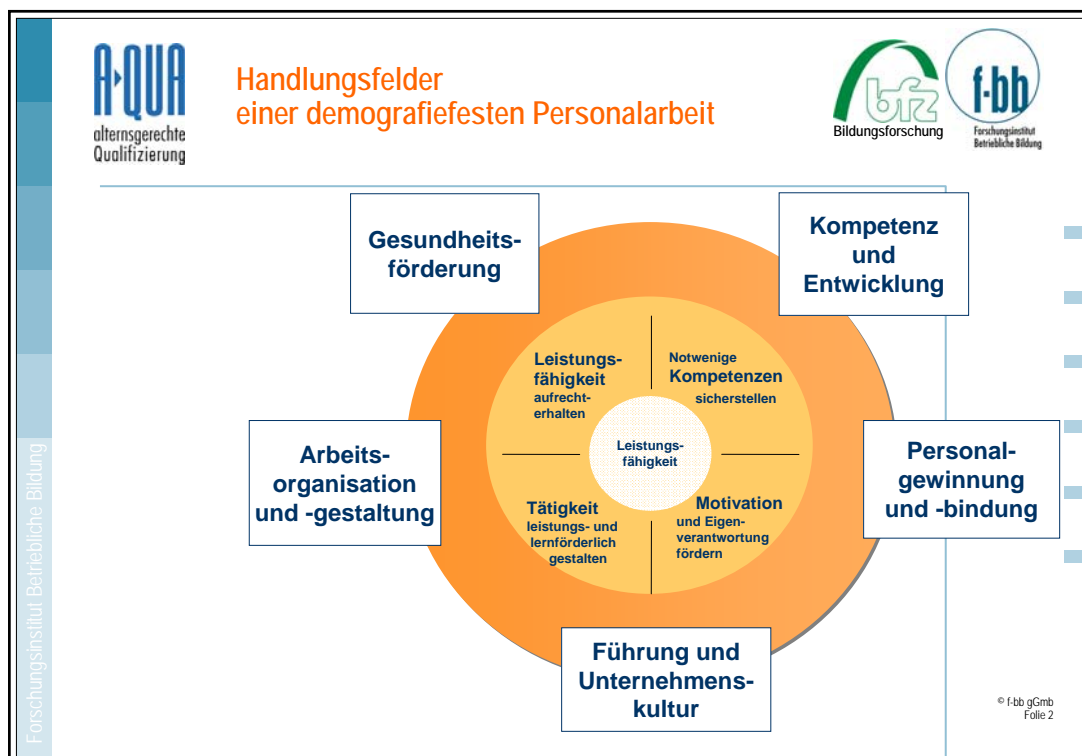 A▸QUA
alternsgerechte
Qualifizierung
Handlungsfelder
einer demografiefesten Personalarbeit
bfz
Bildungsforschung
f-bb
Forschungsinstitut
Betriebliche Bildung
Gesundheits-
förderung
Kompetenz
und
Entwicklung
Leistungs-
fähigkeit
aufrecht-
erhalten
Notwenige
Kompetenzen
sicherstellen
Leistungs-
fähigkeit
Arbeits-
organisation
und -gestaltung
Personal-
gewinnung
und -bindung
Tätigkeit
leistungs- und
lernförderlich
gestalten
Motivation
und Eigen-
verantwortung
fördern
Führung und
Unternehmens-
kultur
Forschungsinstitut Betriebliche Bildung
© f-bb gGmb
Folie 2